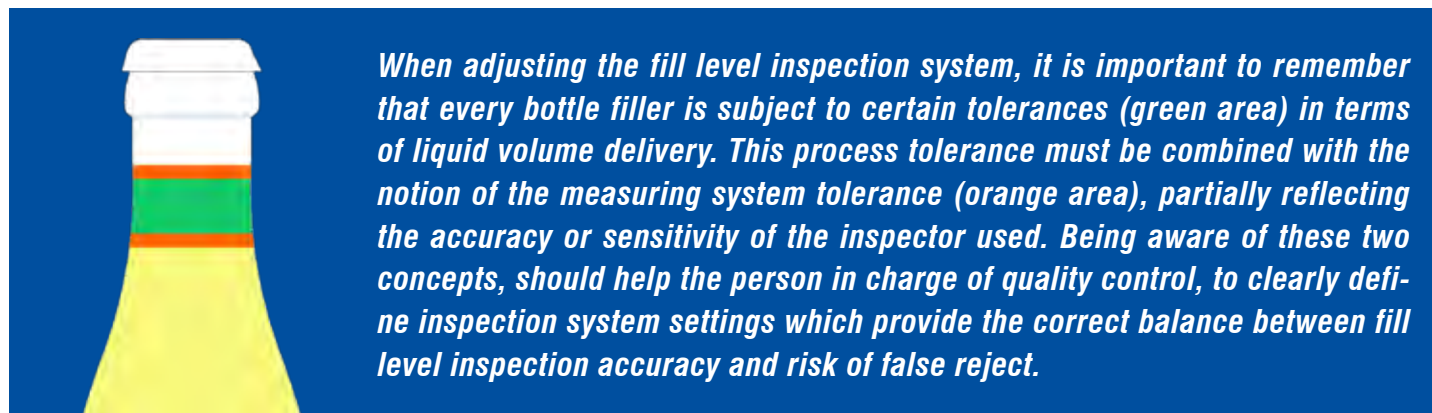 When adjusting the fill level inspection system, it is important to remember
that every bottle filler is subject to certain tolerances (green area) in terms
of liquid volume delivery. This process tolerance must be combined with the
notion of the measuring system tolerance (orange area), partially reflecting
the accuracy or sensitivity of the inspector used. Being aware of these two
concepts, should help the person in charge of quality control, to clearly defi-
ne inspection system settings which provide the correct balance between fill
level inspection accuracy and risk of false reject.